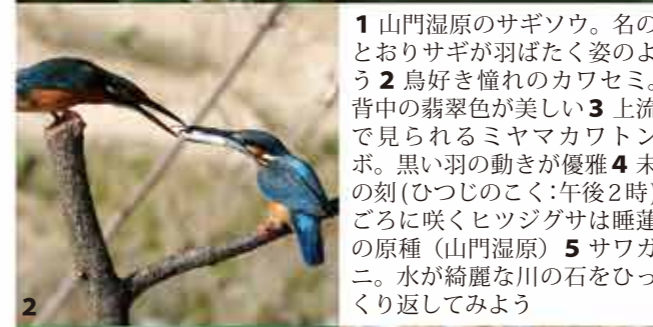 1 山門湿原のサギソウ。名の
とおりサギが羽ばたく姿のよ
う 2 鳥好き憧れのカワセミ。
背中の翡翠色が美しい 3 上流
で見られるミヤマカワトン
ボ。黒い羽の動きが優雅 4 未
の刻(ひつじのこく:午後2時)
ごろに咲くヒツジグサは睡蓮
の原種（山門湿原） 5 サワガ
ニ。水が綺麗な川の石をひっ
くり返してみよう
2